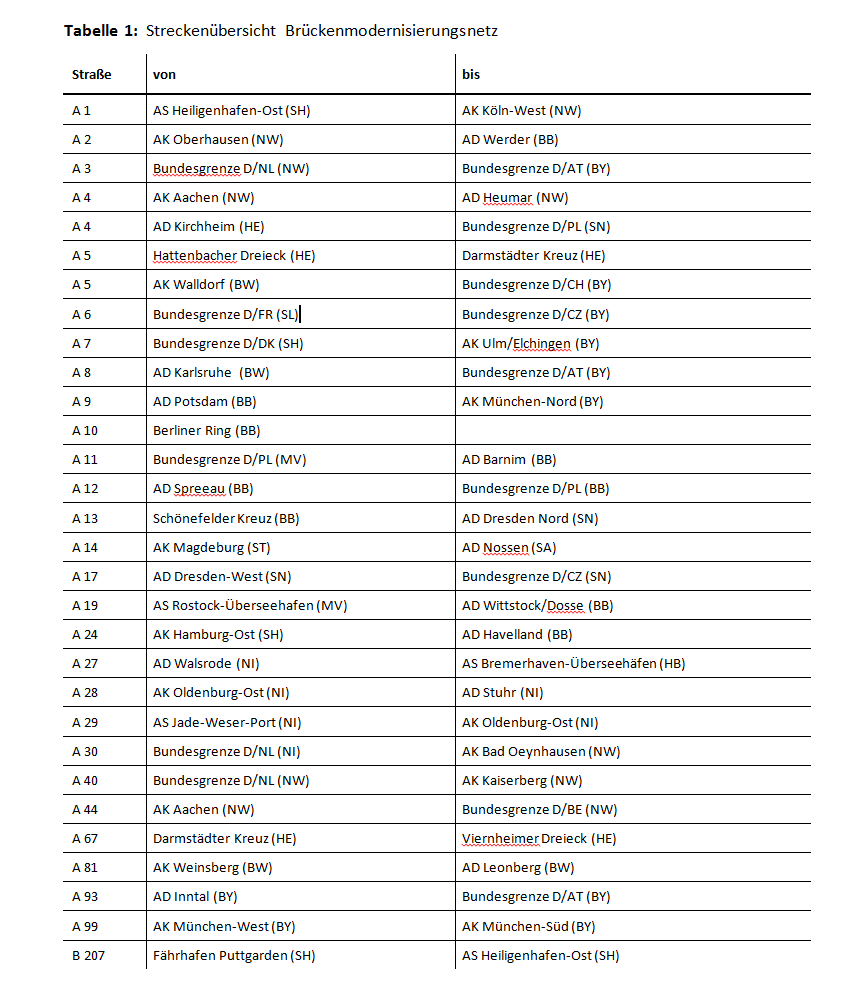 Tabelle 1: Streckenübersicht Brückenmodernisierungsnetz
Straße von bis
A 1 AS Heiligenhafen-Ost (SH) AK Köln-West (NW)
A 2 AK Oberhausen (NW) AD Werder (BB)
A 3 Bundesgrenze D/NL (NW) Bundesgrenze D/AT (BY)
A 4 AK Aachen (NW) AD Heumar (NW)
A 4 AD Kirchheim (HE) Bundesgrenze D/PL (SN)
A 5 Hattenbacher Dreieck (HE) Darmstädter Kreuz (HE)
A 5 AK Walldorf (BW) Bundesgrenze D/CH (BY)
A 6 Bundesgrenze D/FR (SL) Bundesgrenze D/CZ (BY)
A 7 Bundesgrenze D/DK (SH) AK Ulm/Elchingen (BY)
A 8 AD Karlsruhe (BW) Bundesgrenze D/AT (BY)
A 9 AD Potsdam (BB) AK München-Nord (BY)
A 10 Berliner Ring (BB)
A 11 Bundesgrenze D/PL (MV) AD Barnim (BB)
A 12 AD Spreeau (BB) Bundesgrenze D/PL (BB)
A 13 Schönefelder Kreuz (BB) AD Dresden Nord (SN)
A 14 AK Magdeburg (ST) AD Nossen (SA)
A 17 AD Dresden-West (SN) Bundesgrenze D/CZ (SN)
A 19 AS Rostock-Überseehafen (MV) AD Wittstock/Dosse (BB)
A 24 AK Hamburg-Ost (SH) AD Havelland (BB)
A 27 AD Walsrode (NI) AS Bremerhaven-Überseehäfen (HB)
A 28 AK Oldenburg-Ost (NI) AD Stuhr (NI)
A 29 AS Jade-Weser-Port (NI) AK Oldenburg-Ost (NI)
A 30 Bundesgrenze D/NL (NI) AK Bad Oeynhausen (NW)
A 40 Bundesgrenze D/NL (NW) AK Kaiserberg (NW)
A 44 AK Aachen (NW) Bundesgrenze D/BE (NW)
A 67 Darmstädter Kreuz (HE) Viernheimer Dreieck (HE)
A 81 AK Weinsberg (BW) AD Leonberg (BW)
A 93 AD Inntal (BY) Bundesgrenze D/AT (BY)
A 99 AK München-West (BY) AK München-Süd (BY)
B 207 Fährhafen Puttgarden (SH) AS Heiligenhafen-Ost (SH)